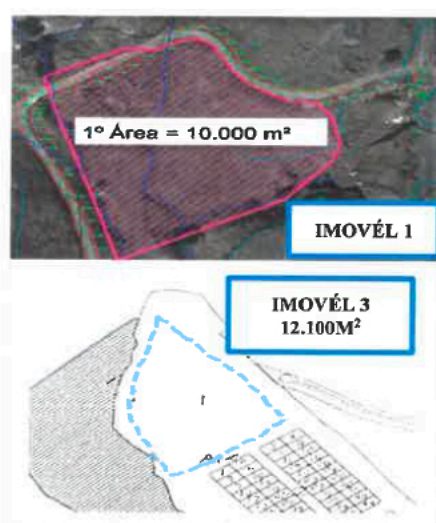 1º Área = 10.000 m²
IMOVÉL 1
IMOVÉL 3
12.100M²